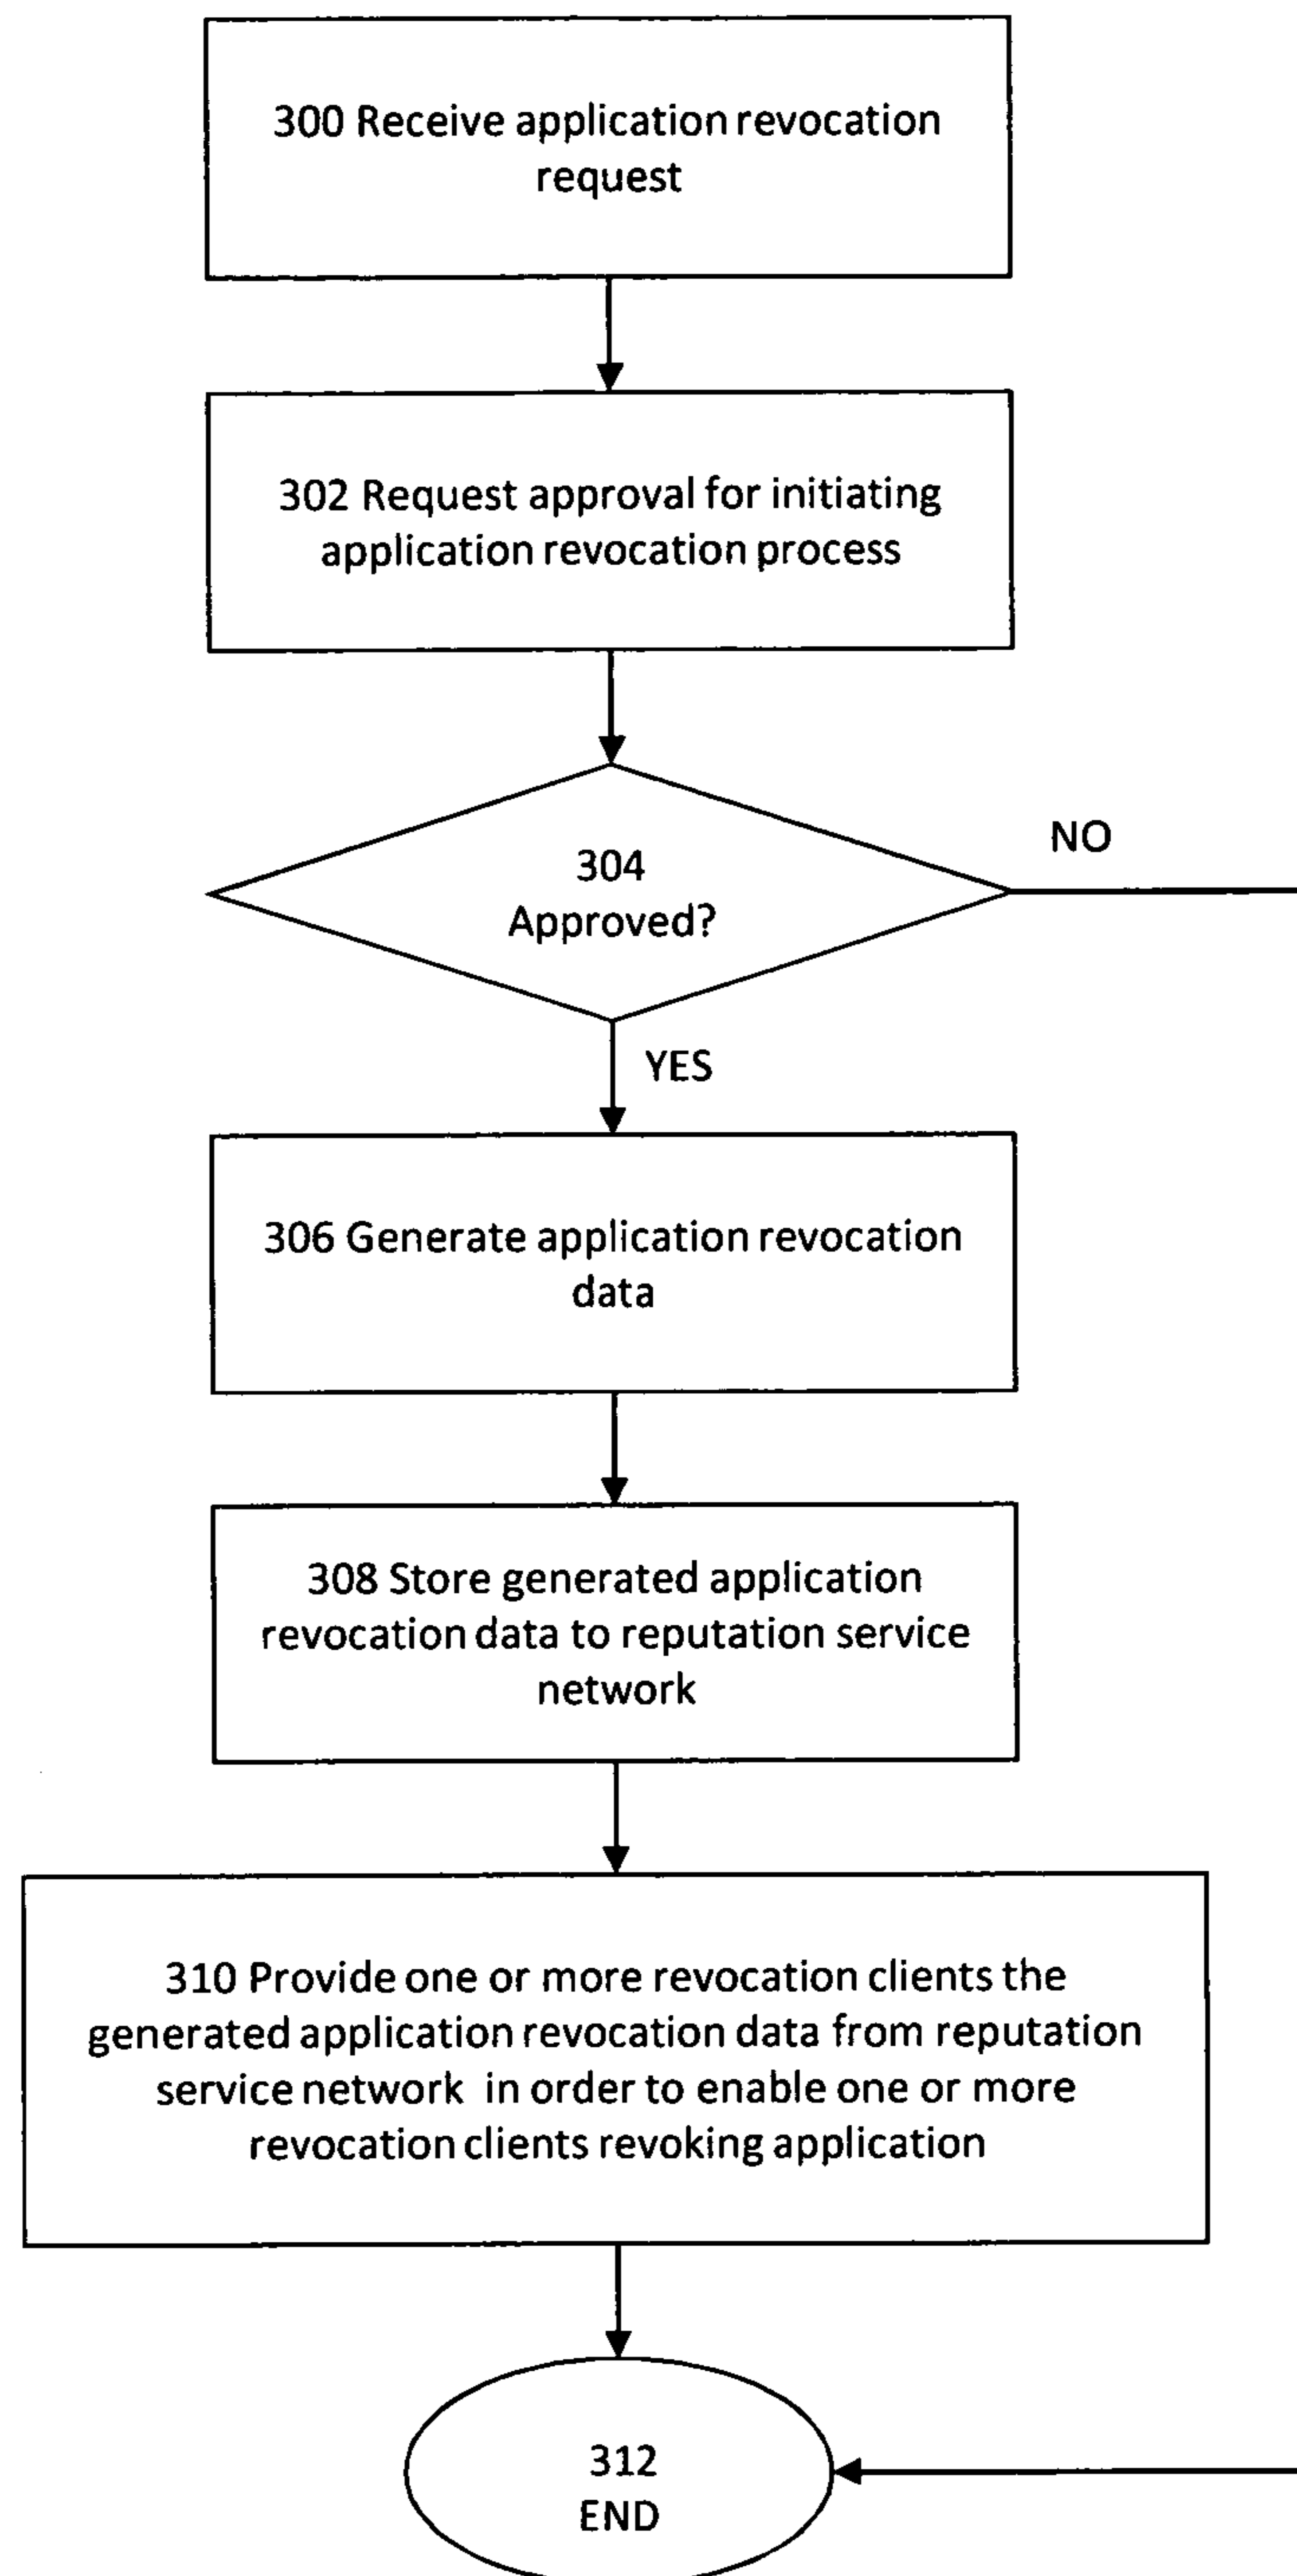 300 Receive application revocation
request
302 Request approval for initiating
application revocation process
304
Approved?
NO
YES
306 Generate application revocation
data
308 Store generated application
revocation data to reputation service
network
310 Provide one or more revocation clients the
generated application revocation data from reputation
service network in order to enable one or more
revocation clients revoking application
312
END